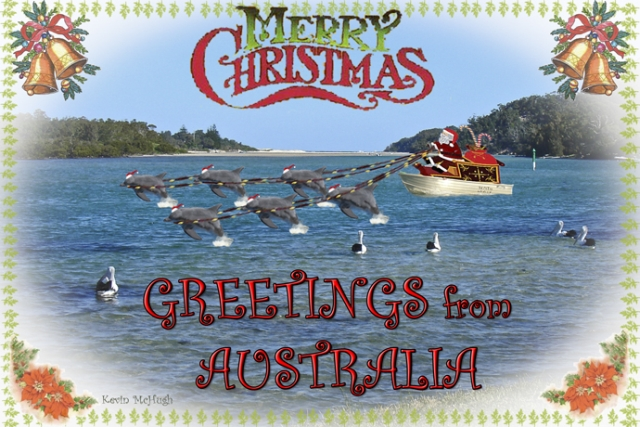 MERRY
CHRISTMAS
GREETINGS from
AUSTRALIA
Kevin McHugh